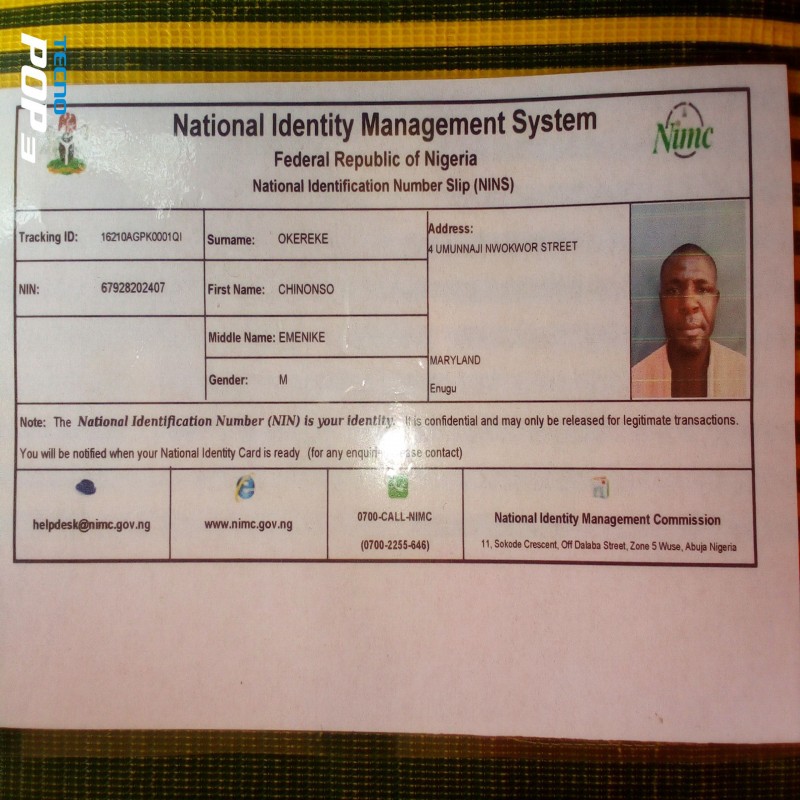 TECNO
POP 3
National Identity Management System
Federal Republic of Nigeria
National Identification Number Slip (NINS)
Nimc
Tracking ID: 16210AGPK0001QI
Surname: OKEREKE
Address:
4 UMUNNAJI NWOKWOR STREET
NIN: 67928202407
First Name: CHINONSO
Middle Name: EMENIKE
MARYLAND
Gender: M
Enugu
Note: The National Identification Number (NIN) is your identity. It is confidential and may only be released for legitimate transactions.
You will be notified when your National Identity Card is ready (for any contact)
helpdesk@nimc.gov.ng
www.nimc.gov.ng
0700-CALL-NIMC
(0700-2255-646)
National Identity Management Commission
11, Sokode Crescent, Off Dalaba Street, Zone 5 Wuse, Abuja Nigeria